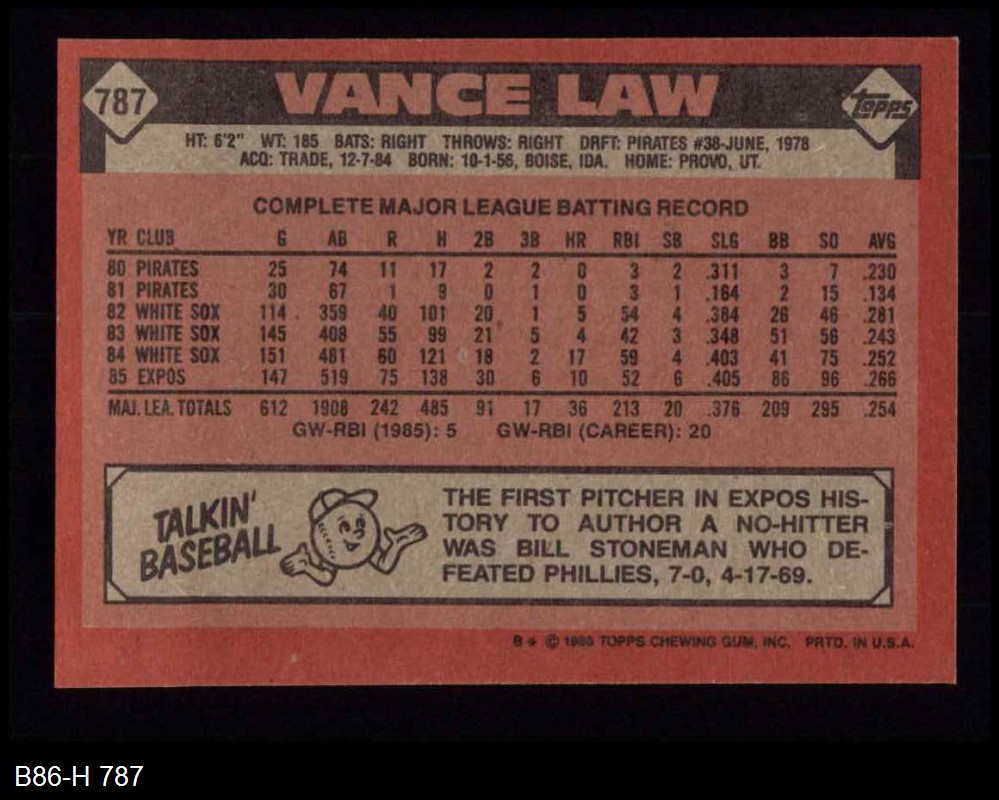 787
VANCE LAW
TOPPS
HT: 6'2" WT: 185 BATS: RIGHT THROWS: RIGHT DRFT: PIRATES #38-JUNE, 1978
ACQ: TRADE, 12-7-84 BORN: 10-1-56, BOISE, IDA. HOME: PROVO, UT.
COMPLETE MAJOR LEAGUE BATTING RECORD
YR CLUB G AB R H 2B 3B HR RBI SB SLG BB SO AVG
80 PIRATES 25 74 11 17 2 2 0 3 2 .311 3 7 .230
81 PIRATES 30 67 1 9 0 1 0 3 1 .164 2 15 .134
82 WHITE SOX 114 359 40 101 20 1 5 54 4 .384 26 46 .281
83 WHITE SOX 145 408 55 99 21 5 4 42 3 .348 51 56 .243
84 WHITE SOX 151 481 60 121 18 2 17 59 4 .403 41 75 .252
85 EXPOS 147 519 75 138 30 6 10 52 6 .405 86 96 .266
MAJ. LEA. TOTALS 612 1908 242 485 91 17 36 213 20 .376 209 295 .254
GW-RBI (1985): 5 GW-RBI (CAREER): 20
TALKIN'
BASEBALL
THE FIRST PITCHER IN EXPOS HIS-
TORY TO AUTHOR A NO-HITTER
WAS BILL STONEMAN WHO DE-
FEATED PHILLIES, 7-0, 4-17-69.
B * © 1986 TOPPS CHEWING GUM, INC. PRTD. IN U.S.A.
B86-H 787